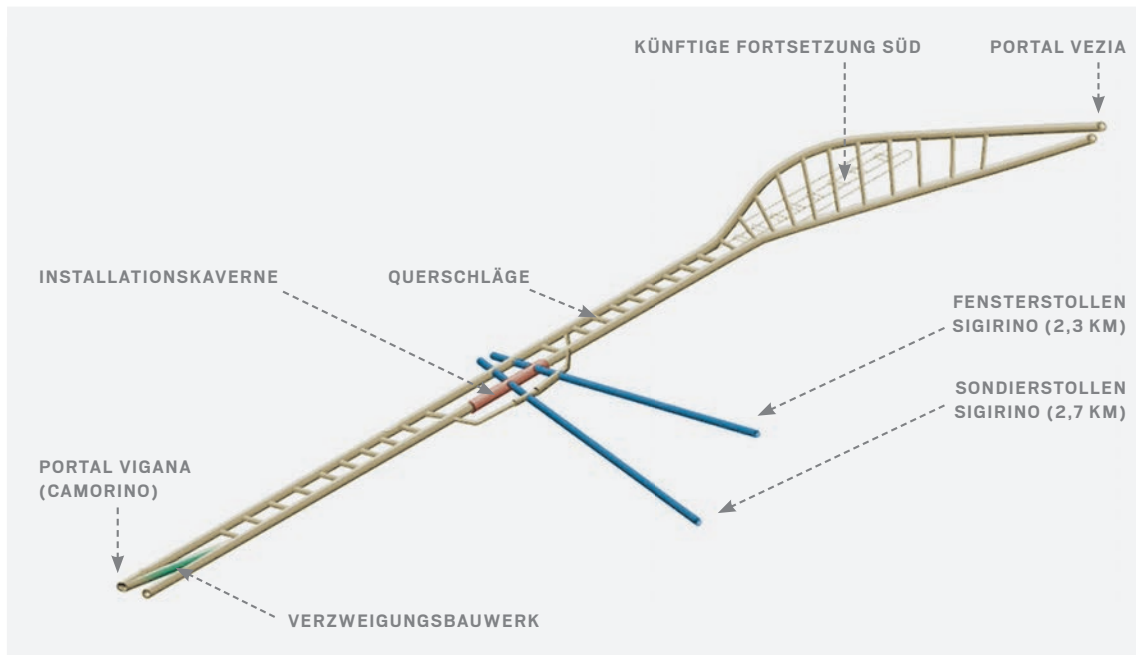 KÜNFTIGE FORTSETZUNG SÜD
PORTAL VEZIA
INSTALLATIONSKAVERNE
QUERSCHLÄGE
FENSTERSTOLLEN
SIGIRINO (2,3 KM)
SONDIERSTOLLEN
SIGIRINO (2,7 KM)
PORTAL VIGANA
(CAMORINO)
VERZWEIGUNGSBAUWERK